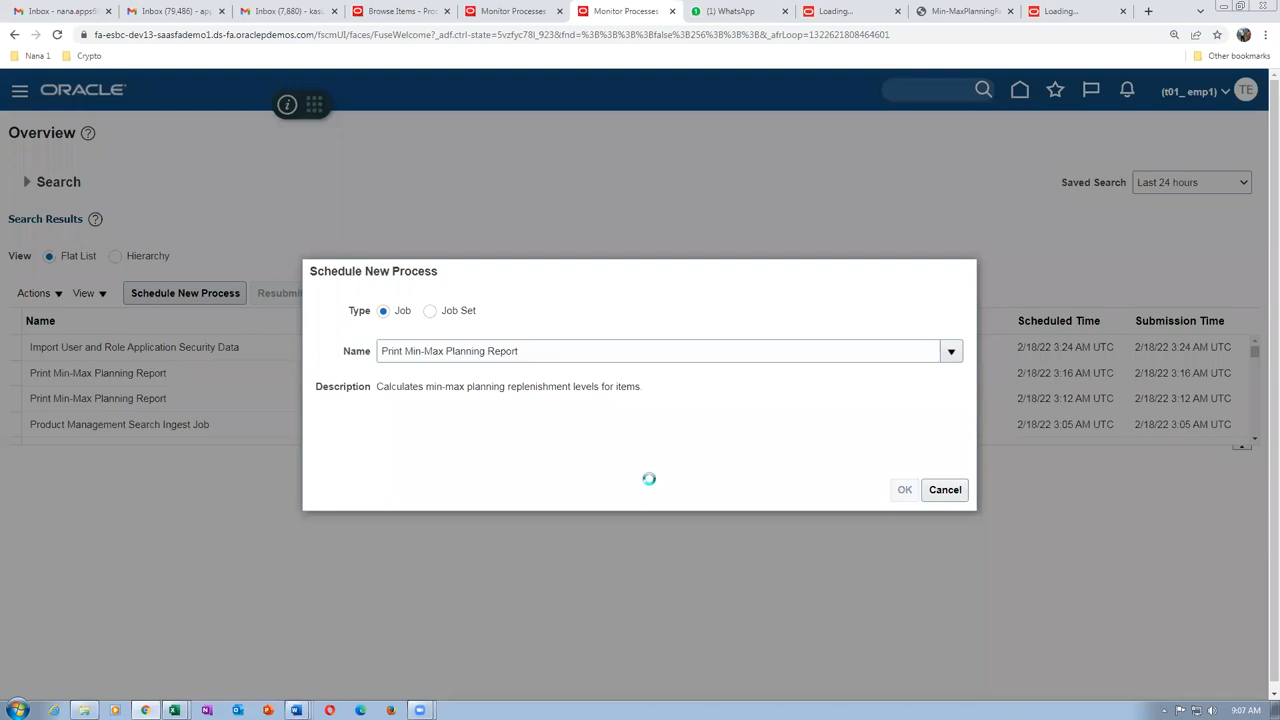 Inbox - nana.apps®
Inbox (79,486) - ap
Inbox (7,880) - kas
Browse Items - Proc
Monitor Processes
Monitor Processes
(1) WhatsApp
Loading...
Min-MaxPlanningRe
Loading...
fa-esbc-dev13-saasfademo1.ds-fa.oraclepdemos.com/fscmUI/faces/FuseWelcome?_adf.ctrl-state=5vzfyc78l_923&fnd=%3B%3B%3B%3Bfalse%3B256%3B%3B%3B&_afrLoop=1322621808464601
Nana 1
Crypto
Other bookmarks
ORACLE
(t01_ emp1)
TE
Overview
Search
Saved Search Last 24 hours
Search Results
View Flat List Hierarchy
Actions View Schedule New Process Resubmi
Name Scheduled Time Submission Time
Import User and Role Application Security Data 2/18/22 3:24 AM UTC 2/18/22 3:24 AM UTC
Print Min-Max Planning Report 2/18/22 3:16 AM UTC 2/18/22 3:16 AM UTC
Print Min-Max Planning Report 2/18/22 3:12 AM UTC 2/18/22 3:12 AM UTC
Product Management Search Ingest Job 2/18/22 3:05 AM UTC 2/18/22 3:05 AM UTC
Schedule New Process
Type Job Job Set
Name Print Min-Max Planning Report
Description Calculates min-max planning replenishment levels for items.
OK Cancel
9:07 AM